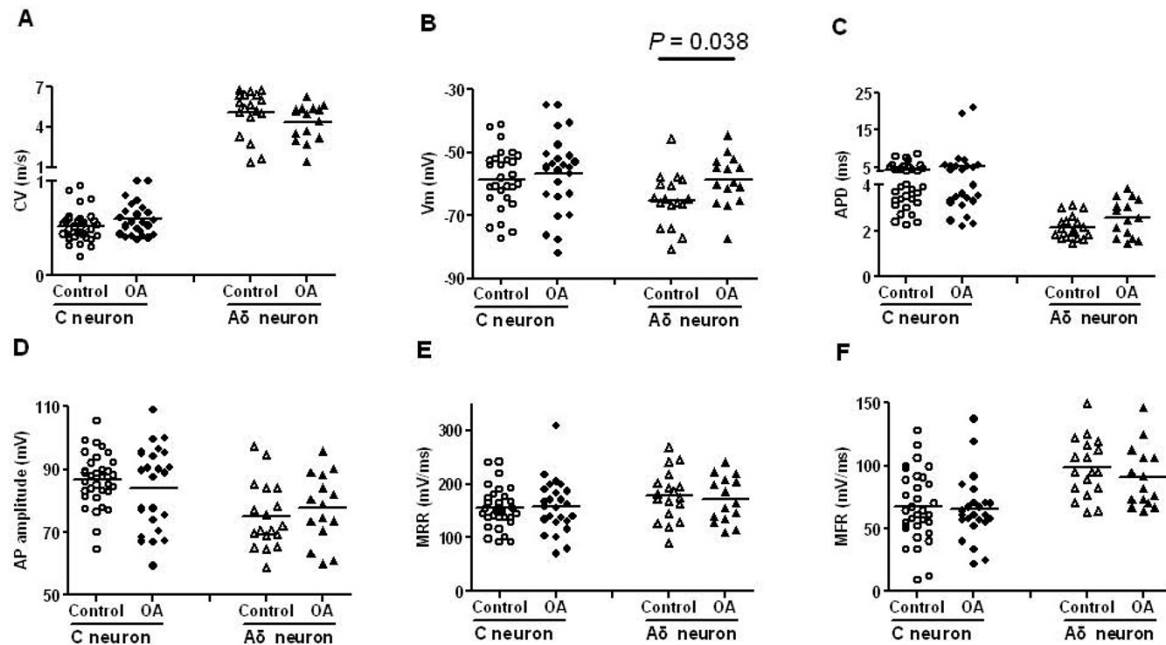 A
CV (m/s)
7
4
1
1
0
Control OA Control OA
C neuron Aδ neuron
B
P = 0.038
Vm (mV)
-30
-50
-70
-90
Control OA Control OA
C neuron Aδ neuron
C
APD (ms)
25
15
5
4
2
0
Control OA Control OA
C neuron Aδ neuron
D
AP amplitude (mV)
110
90
70
50
Control OA Control OA
C neuron Aδ neuron
E
MRR (mV/ms)
300
200
100
0
Control OA Control OA
C neuron Aδ neuron
F
MFR (mV/ms)
150
100
50
0
Control OA Control OA
C neuron Aδ neuron